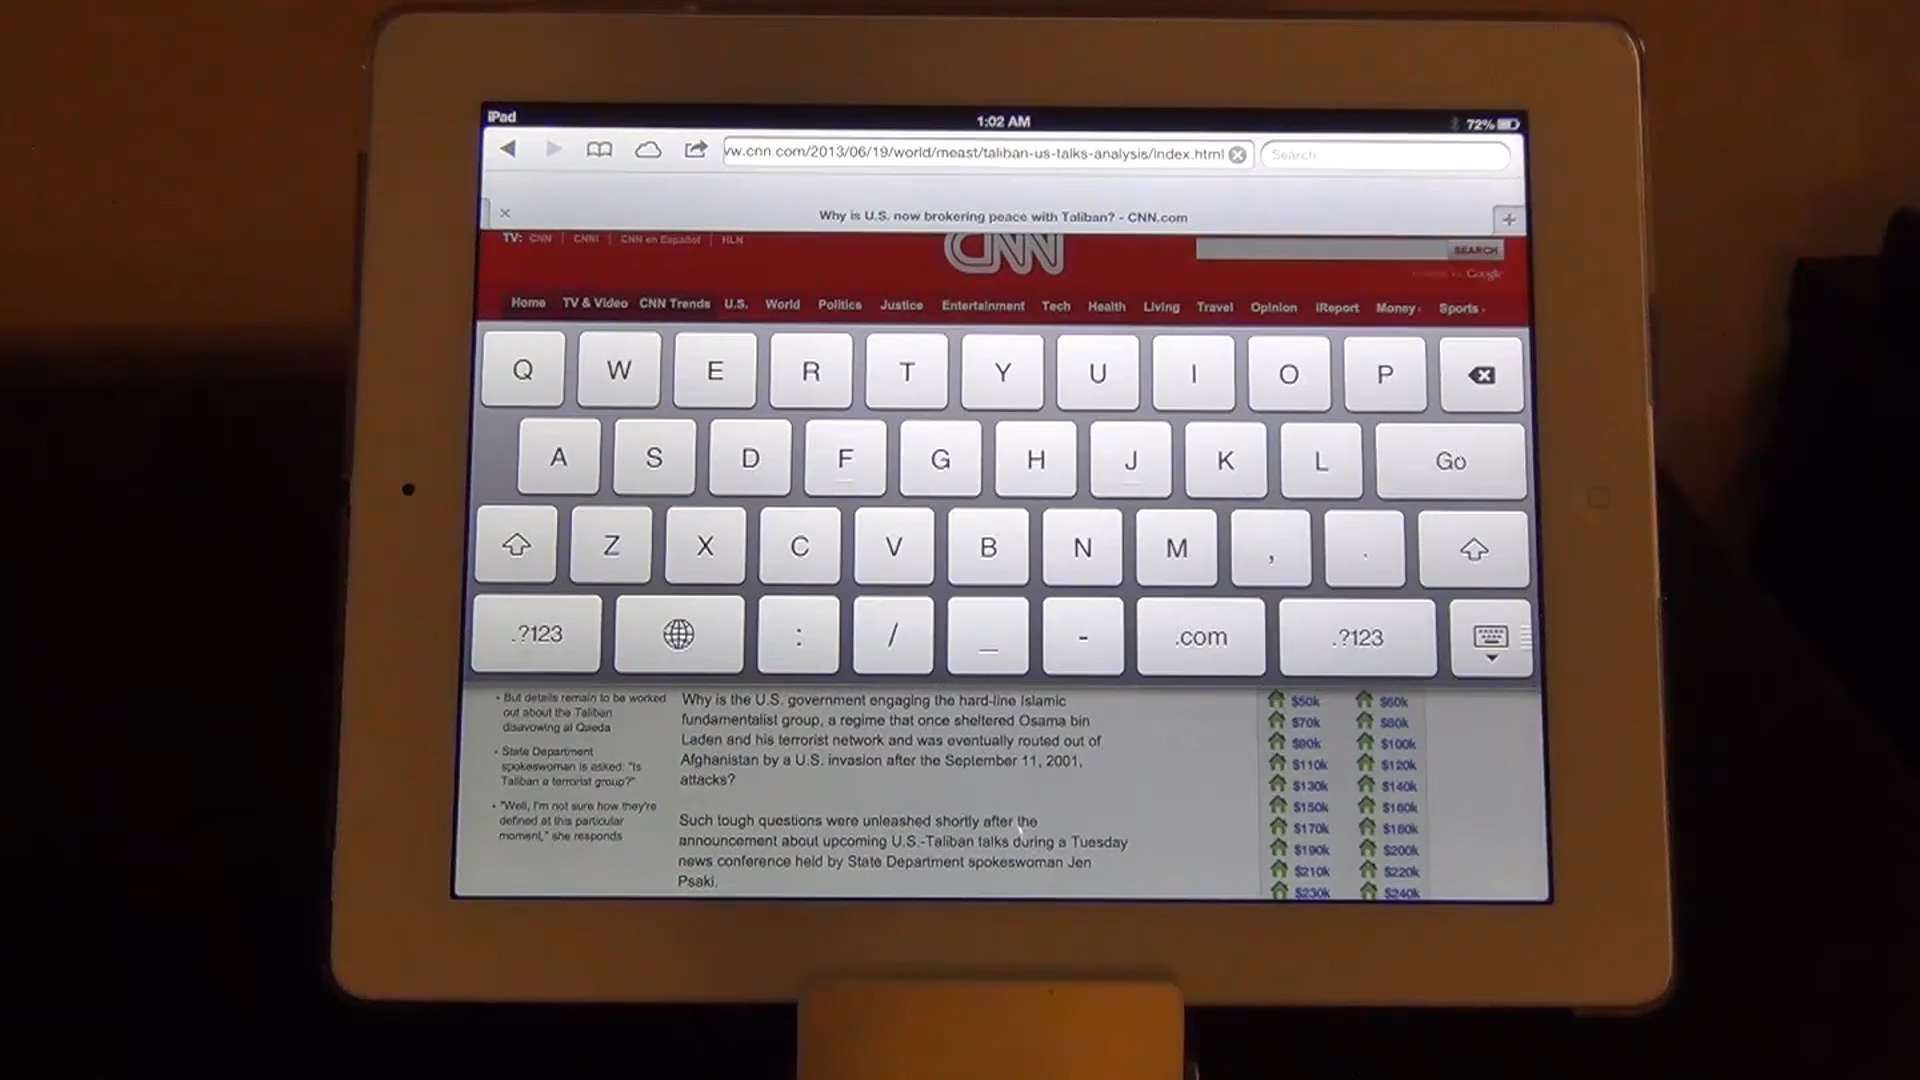 iPad
1:02 AM
72%
vw.cnn.com/2013/06/19/world/meast/taliban-us-talks-analysis/index.html
Search
Why is U.S. now brokering peace with Taliban? - CNN.com
TV: CNN CNNI CNN en Español HLN
CNN
SEARCH
Google
Home TV & Video CNN Trends U.S. World Politics Justice Entertainment Tech Health Living Travel Opinion iReport Money Sports
Q W E R T Y U I O P
A S D F G H J K L Go
Z X C V B N M , .
.?123 : / _ - .com .?123
• But details remain to be worked
out about the Taliban
disavowing al Qaeda
• State Department
spokeswoman is asked: "Is
Taliban a terrorist group?"
• "Well, I'm not sure how they're
defined at this particular
moment," she responds
Why is the U.S. government engaging the hard-line Islamic
fundamentalist group, a regime that once sheltered Osama bin
Laden and his terrorist network and was eventually routed out of
Afghanistan by a U.S. invasion after the September 11, 2001,
attacks?
Such tough questions were unleashed shortly after the
announcement about upcoming U.S.-Taliban talks during a Tuesday
news conference held by State Department spokeswoman Jen
Psaki.
$50k $60k
$70k $80k
$90k $100k
$110k $120k
$130k $140k
$150k $160k
$170k $180k
$190k $200k
$210k $220k
$230k $240k